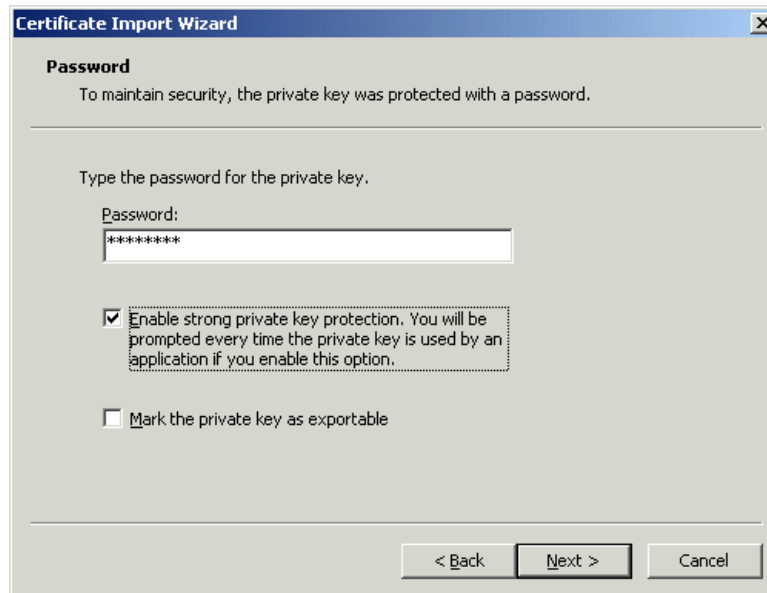 Certificate Import Wizard
Password
To maintain security, the private key was protected with a password.
Type the password for the private key.
Password:
********
Enable strong private key protection. You will be
prompted every time the private key is used by an
application if you enable this option.
Mark the private key as exportable
< Back Next > Cancel